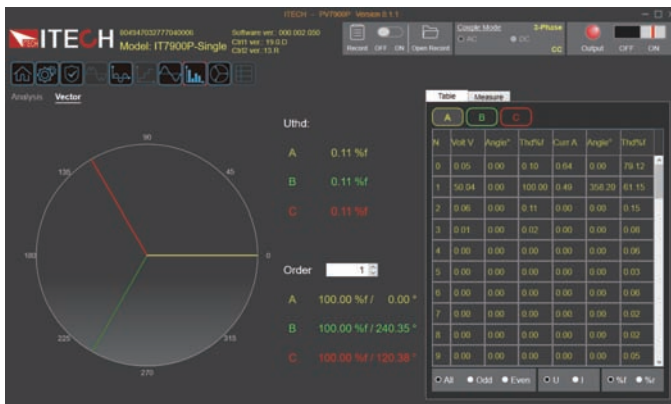 ITECH - PV7900P Version 0.1.1
ITECH
Model: IT7900P-Single
Software ver.: 000.002.030
Ctrl1 ver.: 19.0.D
Ctrl2 ver.: 13.R
Record OFF ON Open Record
Couple Mode
AC DC
3-Phase
CC
Output OFF ON
Analysis Vector
90
135 45
180 0
225 315
270
Uthd:
A 0.11 %f
B 0.11 %f
C 0.11 %f
Order 1
A 100.00 %f / 0.00 °
B 100.00 %f / 240.35 °
C 100.00 %f / 120.38 °
Table Measure
A B C
N Volt V Angle° Thd%f Curr A Angle° Thd%f
0 0.05 0.00 0.10 0.64 0.00 79.12
1 50.04 0.00 100.00 0.49 358.20 61.15
2 0.06 0.00 0.11 0.00 0.00 0.15
3 0.01 0.00 0.02 0.00 0.00 0.08
4 0.00 0.00 0.00 0.00 0.00 0.06
5 0.00 0.00 0.00 0.00 0.00 0.03
6 0.00 0.00 0.00 0.00 0.00 0.06
7 0.00 0.00 0.00 0.00 0.00 0.02
8 0.00 0.00 0.00 0.00 0.00 0.02
9 0.00 0.00 0.00 0.00 0.00 0.05
All Odd Even U I %f %r